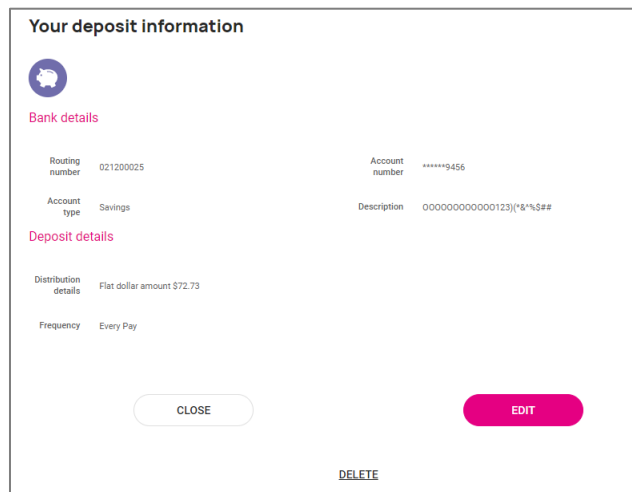 Your deposit information
Bank details
Routing number 021200025
Account number ******9456
Account type Savings
Description OOOOOOOOOOOOO123)(*&^%$##
Deposit details
Distribution details Flat dollar amount $72.73
Frequency Every Pay
CLOSE
EDIT
DELETE